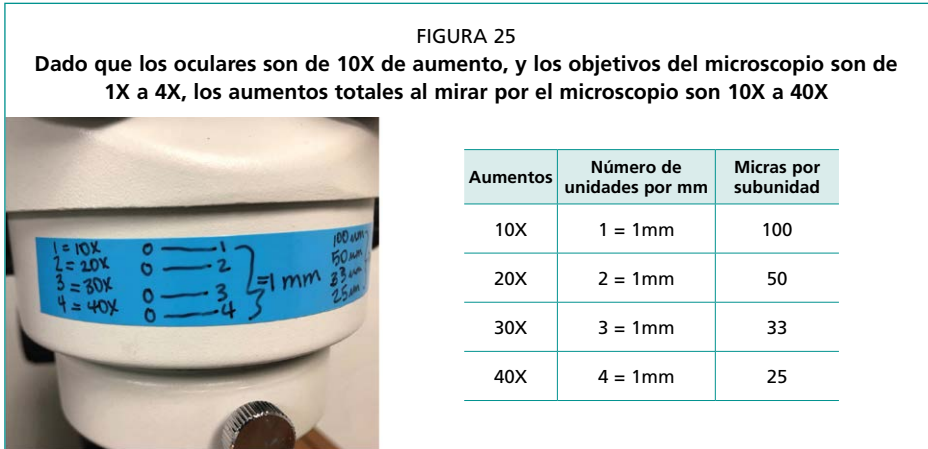 FIGURA 25
Dado que los oculares son de 10X de aumento, y los objetivos del microscopio son de
1X a 4X, los aumentos totales al mirar por el microscopio son 10X a 40X
1 = 10X 0 — 1 100 um
2 = 20X 0 — 2 50 um
=1 mm
3 = 30X 0 — 3 33 um
4 = 40X 0 — 4 25um
Aumentos Número de unidades por mm Micras por subunidad
10X 1 = 1mm 100
20X 2 = 1mm 50
30X 3 = 1mm 33
40X 4 = 1mm 25